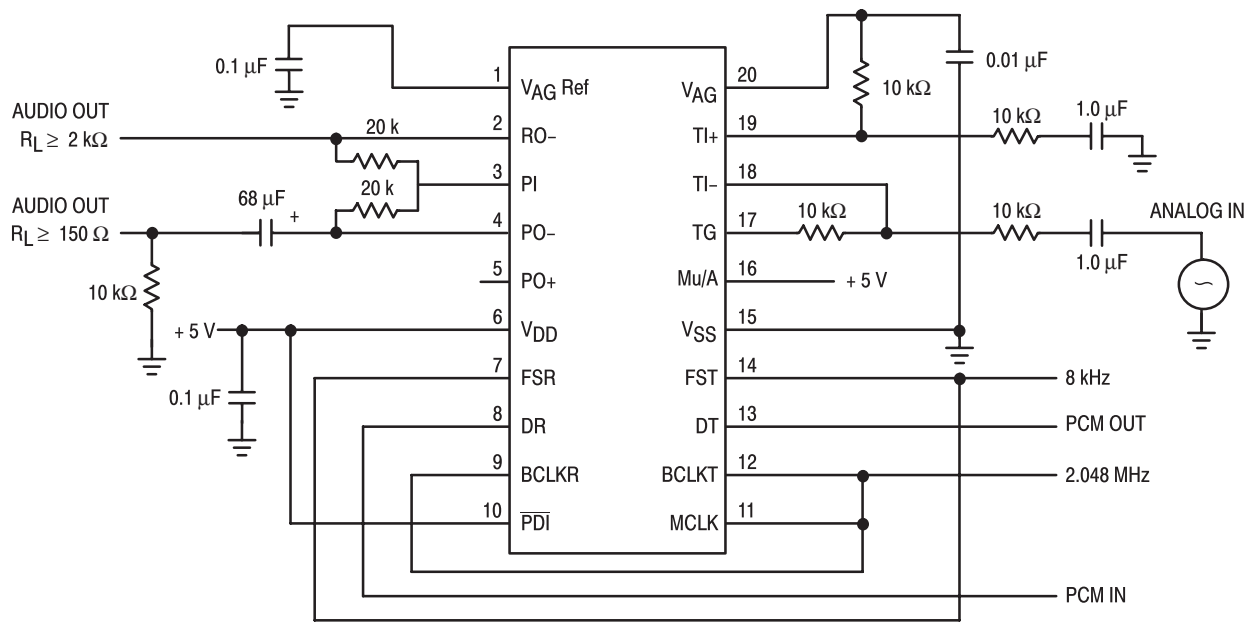 0.1 μF
1
VAG Ref
VAG
20
10 kΩ
0.01 μF
AUDIO OUT
RL ≥ 2 kΩ
20 k
2
RO−
TI+
19
10 kΩ
1.0 μF
3
PI
TI−
18
AUDIO OUT
RL ≥ 150 Ω
68 μF
+
20 k
4
PO−
TG
17
10 kΩ
10 kΩ
1.0 μF
ANALOG IN
10 kΩ
5
PO+
Mu/A
16
+ 5 V
+ 5 V
6
VDD
VSS
15
0.1 μF
7
FSR
FST
14
8 kHz
8
DR
DT
13
PCM OUT
9
BCLKR
BCLKT
12
2.048 MHz
10
PDI
MCLK
11
PCM IN